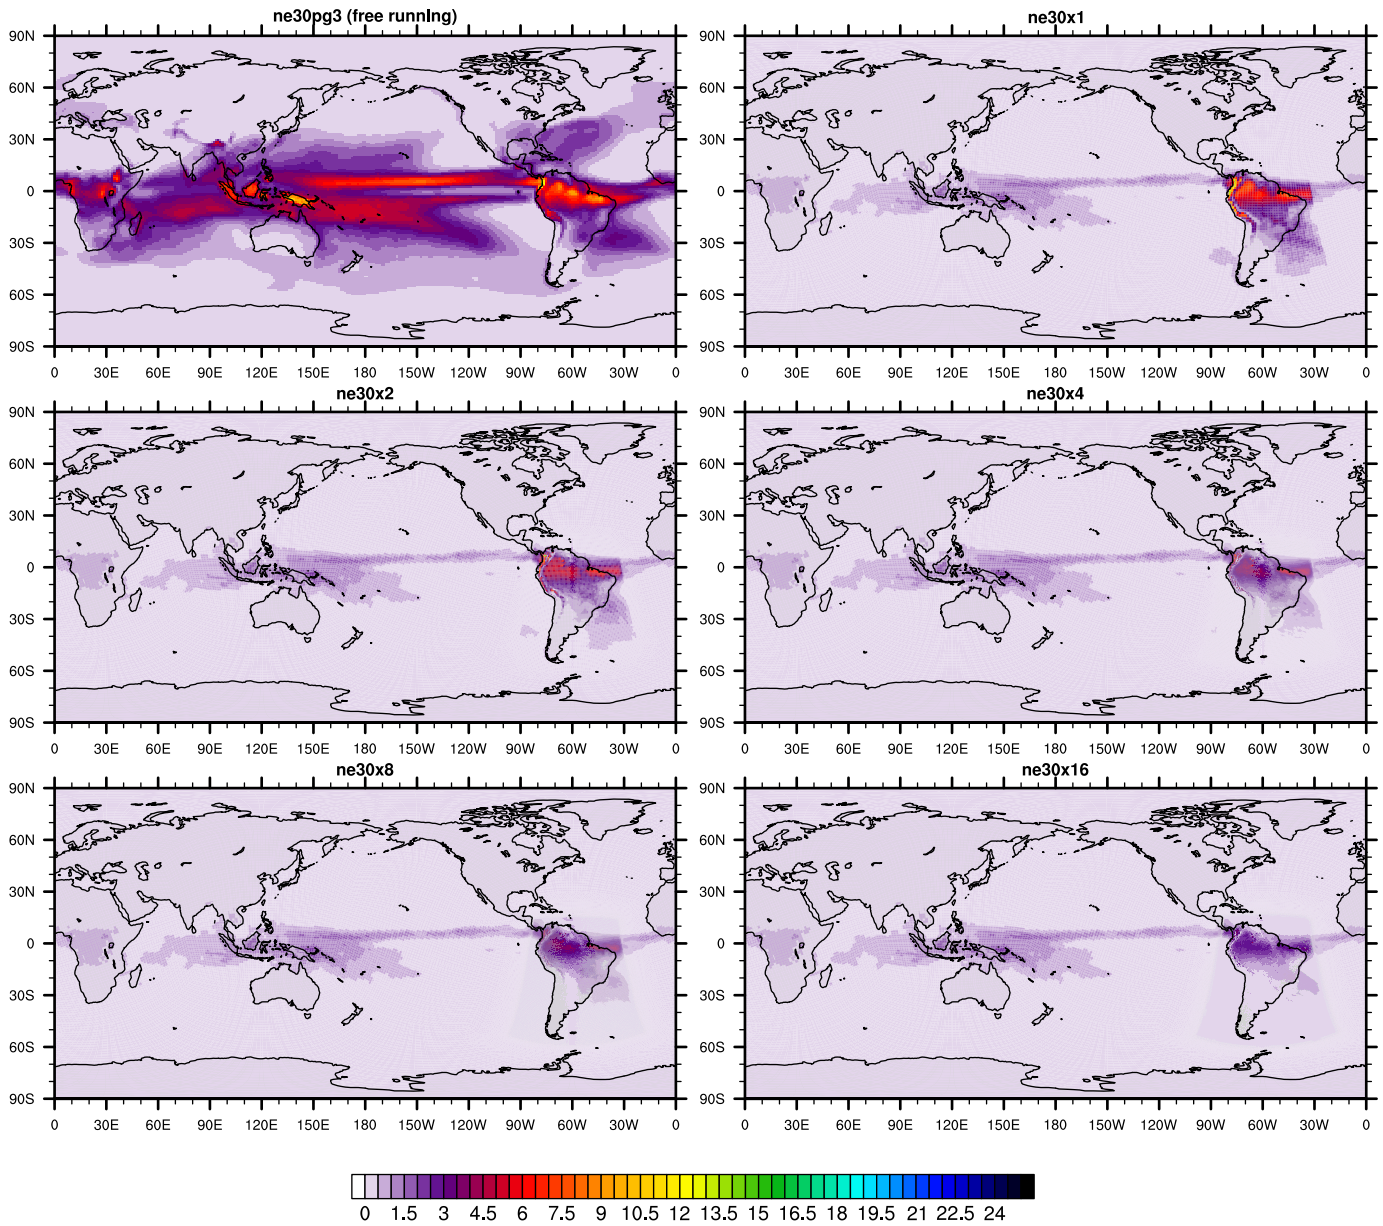 ne30pg3 (free running)
ne30x1
90N 90N
60N 60N
30N 30N
0 0
30S 30S
60S 60S
90S 90S
0 30E 60E 90E 120E 150E 180 150W 120W 90W 60W 30W 0 0 30E 60E 90E 120E 150E 180 150W 120W 90W 60W 30W 0
ne30x2
ne30x4
90N 90N
60N 60N
30N 30N
0 0
30S 30S
60S 60S
90S 90S
0 30E 60E 90E 120E 150E 180 150W 120W 90W 60W 30W 0 0 30E 60E 90E 120E 150E 180 150W 120W 90W 60W 30W 0
ne30x8
ne30x16
90N 90N
60N 60N
30N 30N
0 0
30S 30S
60S 60S
90S 90S
0 30E 60E 90E 120E 150E 180 150W 120W 90W 60W 30W 0 0 30E 60E 90E 120E 150E 180 150W 120W 90W 60W 30W 0
0 1.5 3 4.5 6 7.5 9 10.5 12 13.5 15 16.5 18 19.5 21 22.5 24